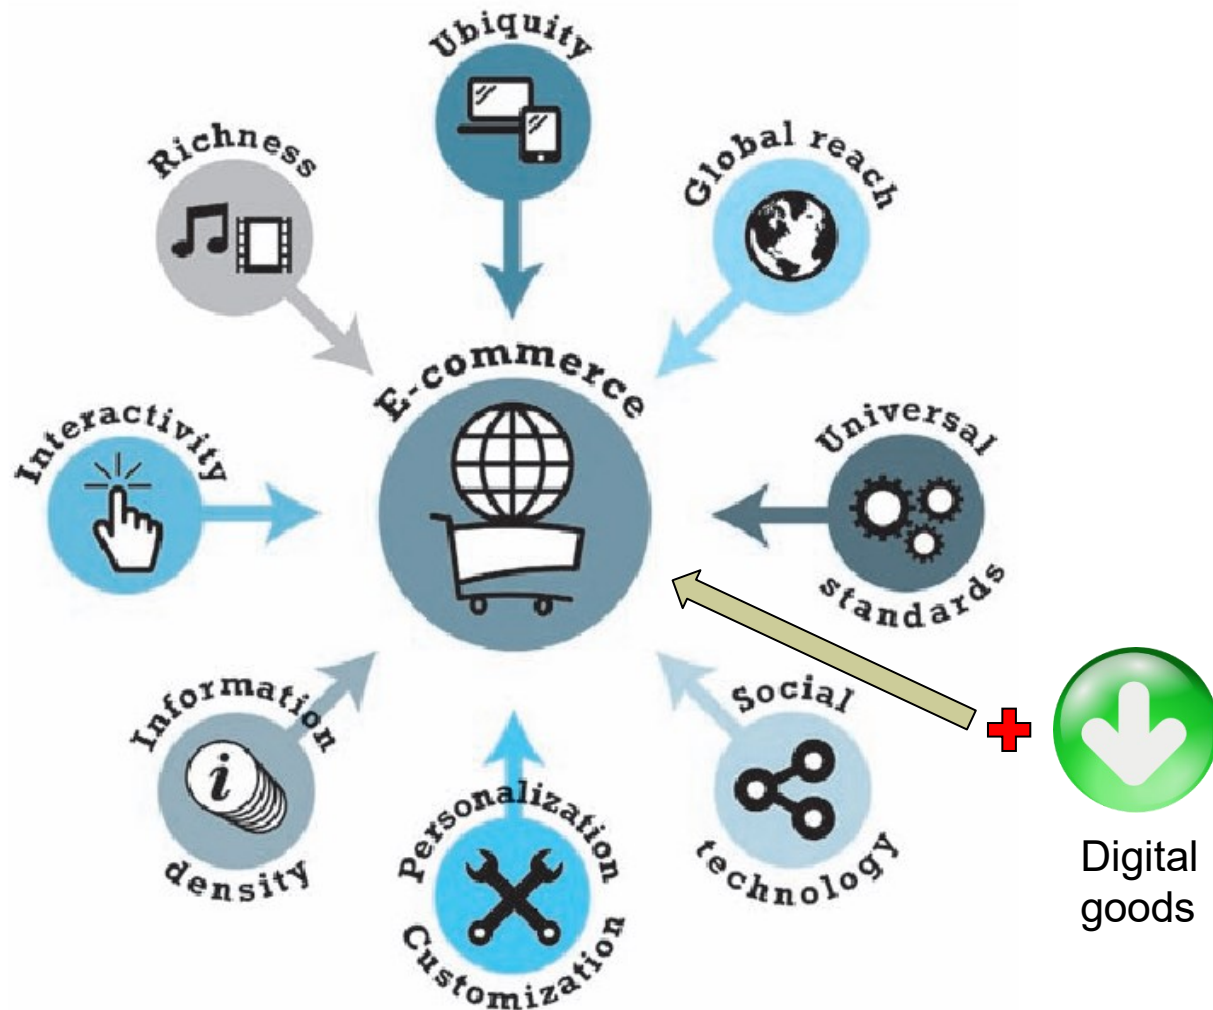 Ubiquity
Richness
Global reach
E-commerce
Interactivity
Universal
standards
Information
density
i
Social
technology
Personalization
Customization
Digital
goods